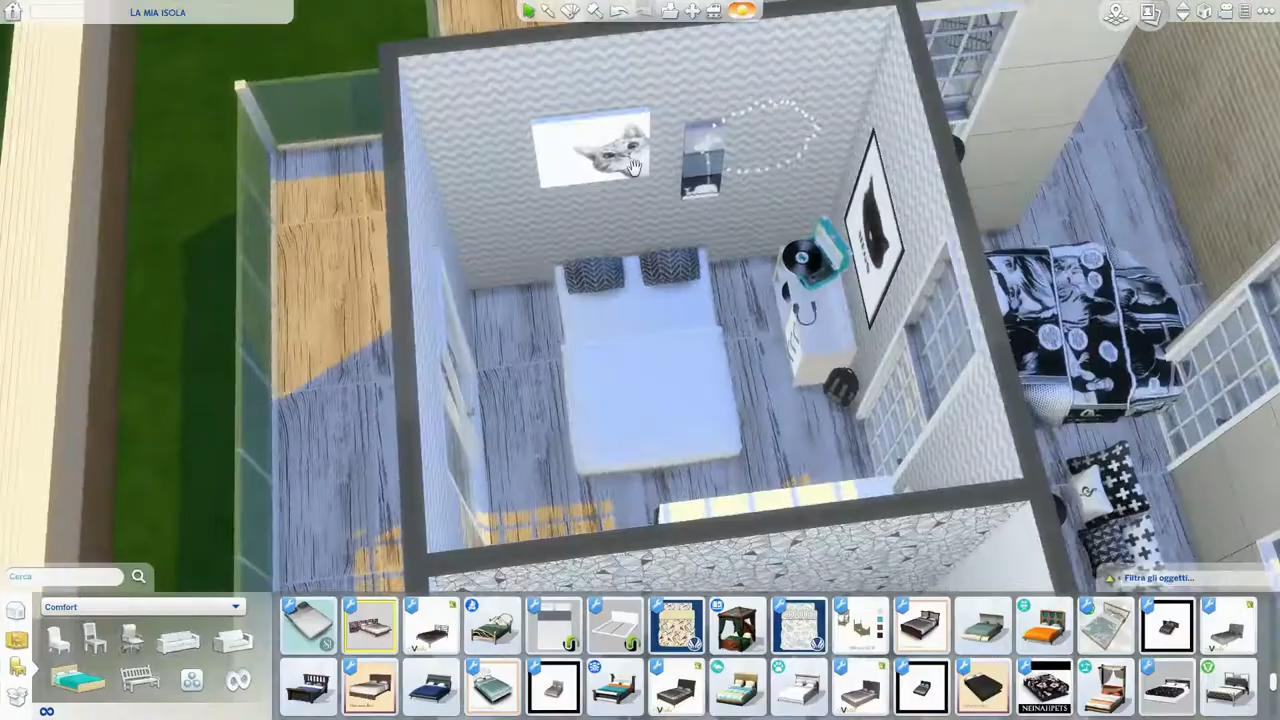 LA MIA ISOLA
Cerca
Filtra gli oggetti...
Comfort
NEINAHPETS